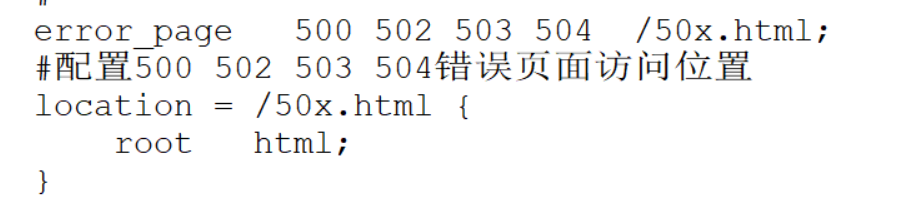 error_page   500 502 503 504  /50x.html;
#配置500 502 503 504错误页面访问位置
location = /50x.html {
    root   html;
}